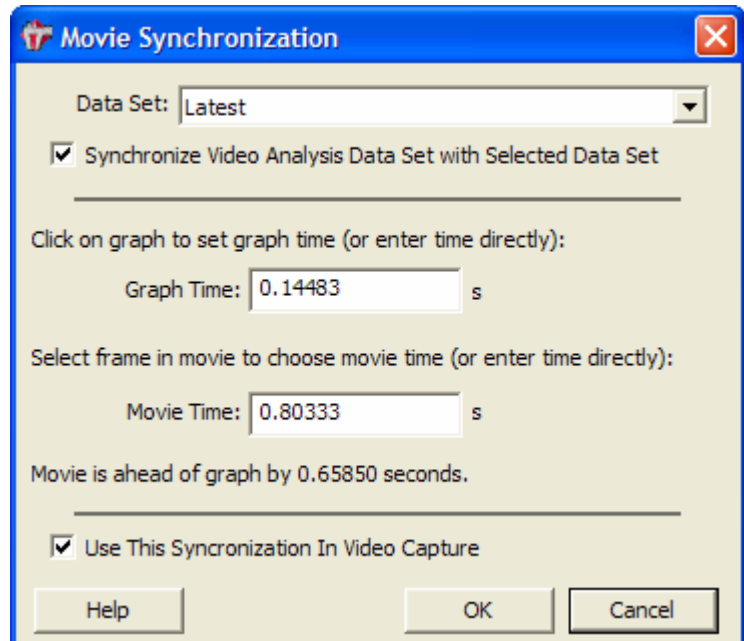 Movie Synchronization
Data Set: Latest
Synchronize Video Analysis Data Set with Selected Data Set
Click on graph to set graph time (or enter time directly):
Graph Time: 0.14483 s
Select frame in movie to choose movie time (or enter time directly):
Movie Time: 0.80333 s
Movie is ahead of graph by 0.65850 seconds.
Use This Syncronization In Video Capture
Help OK Cancel